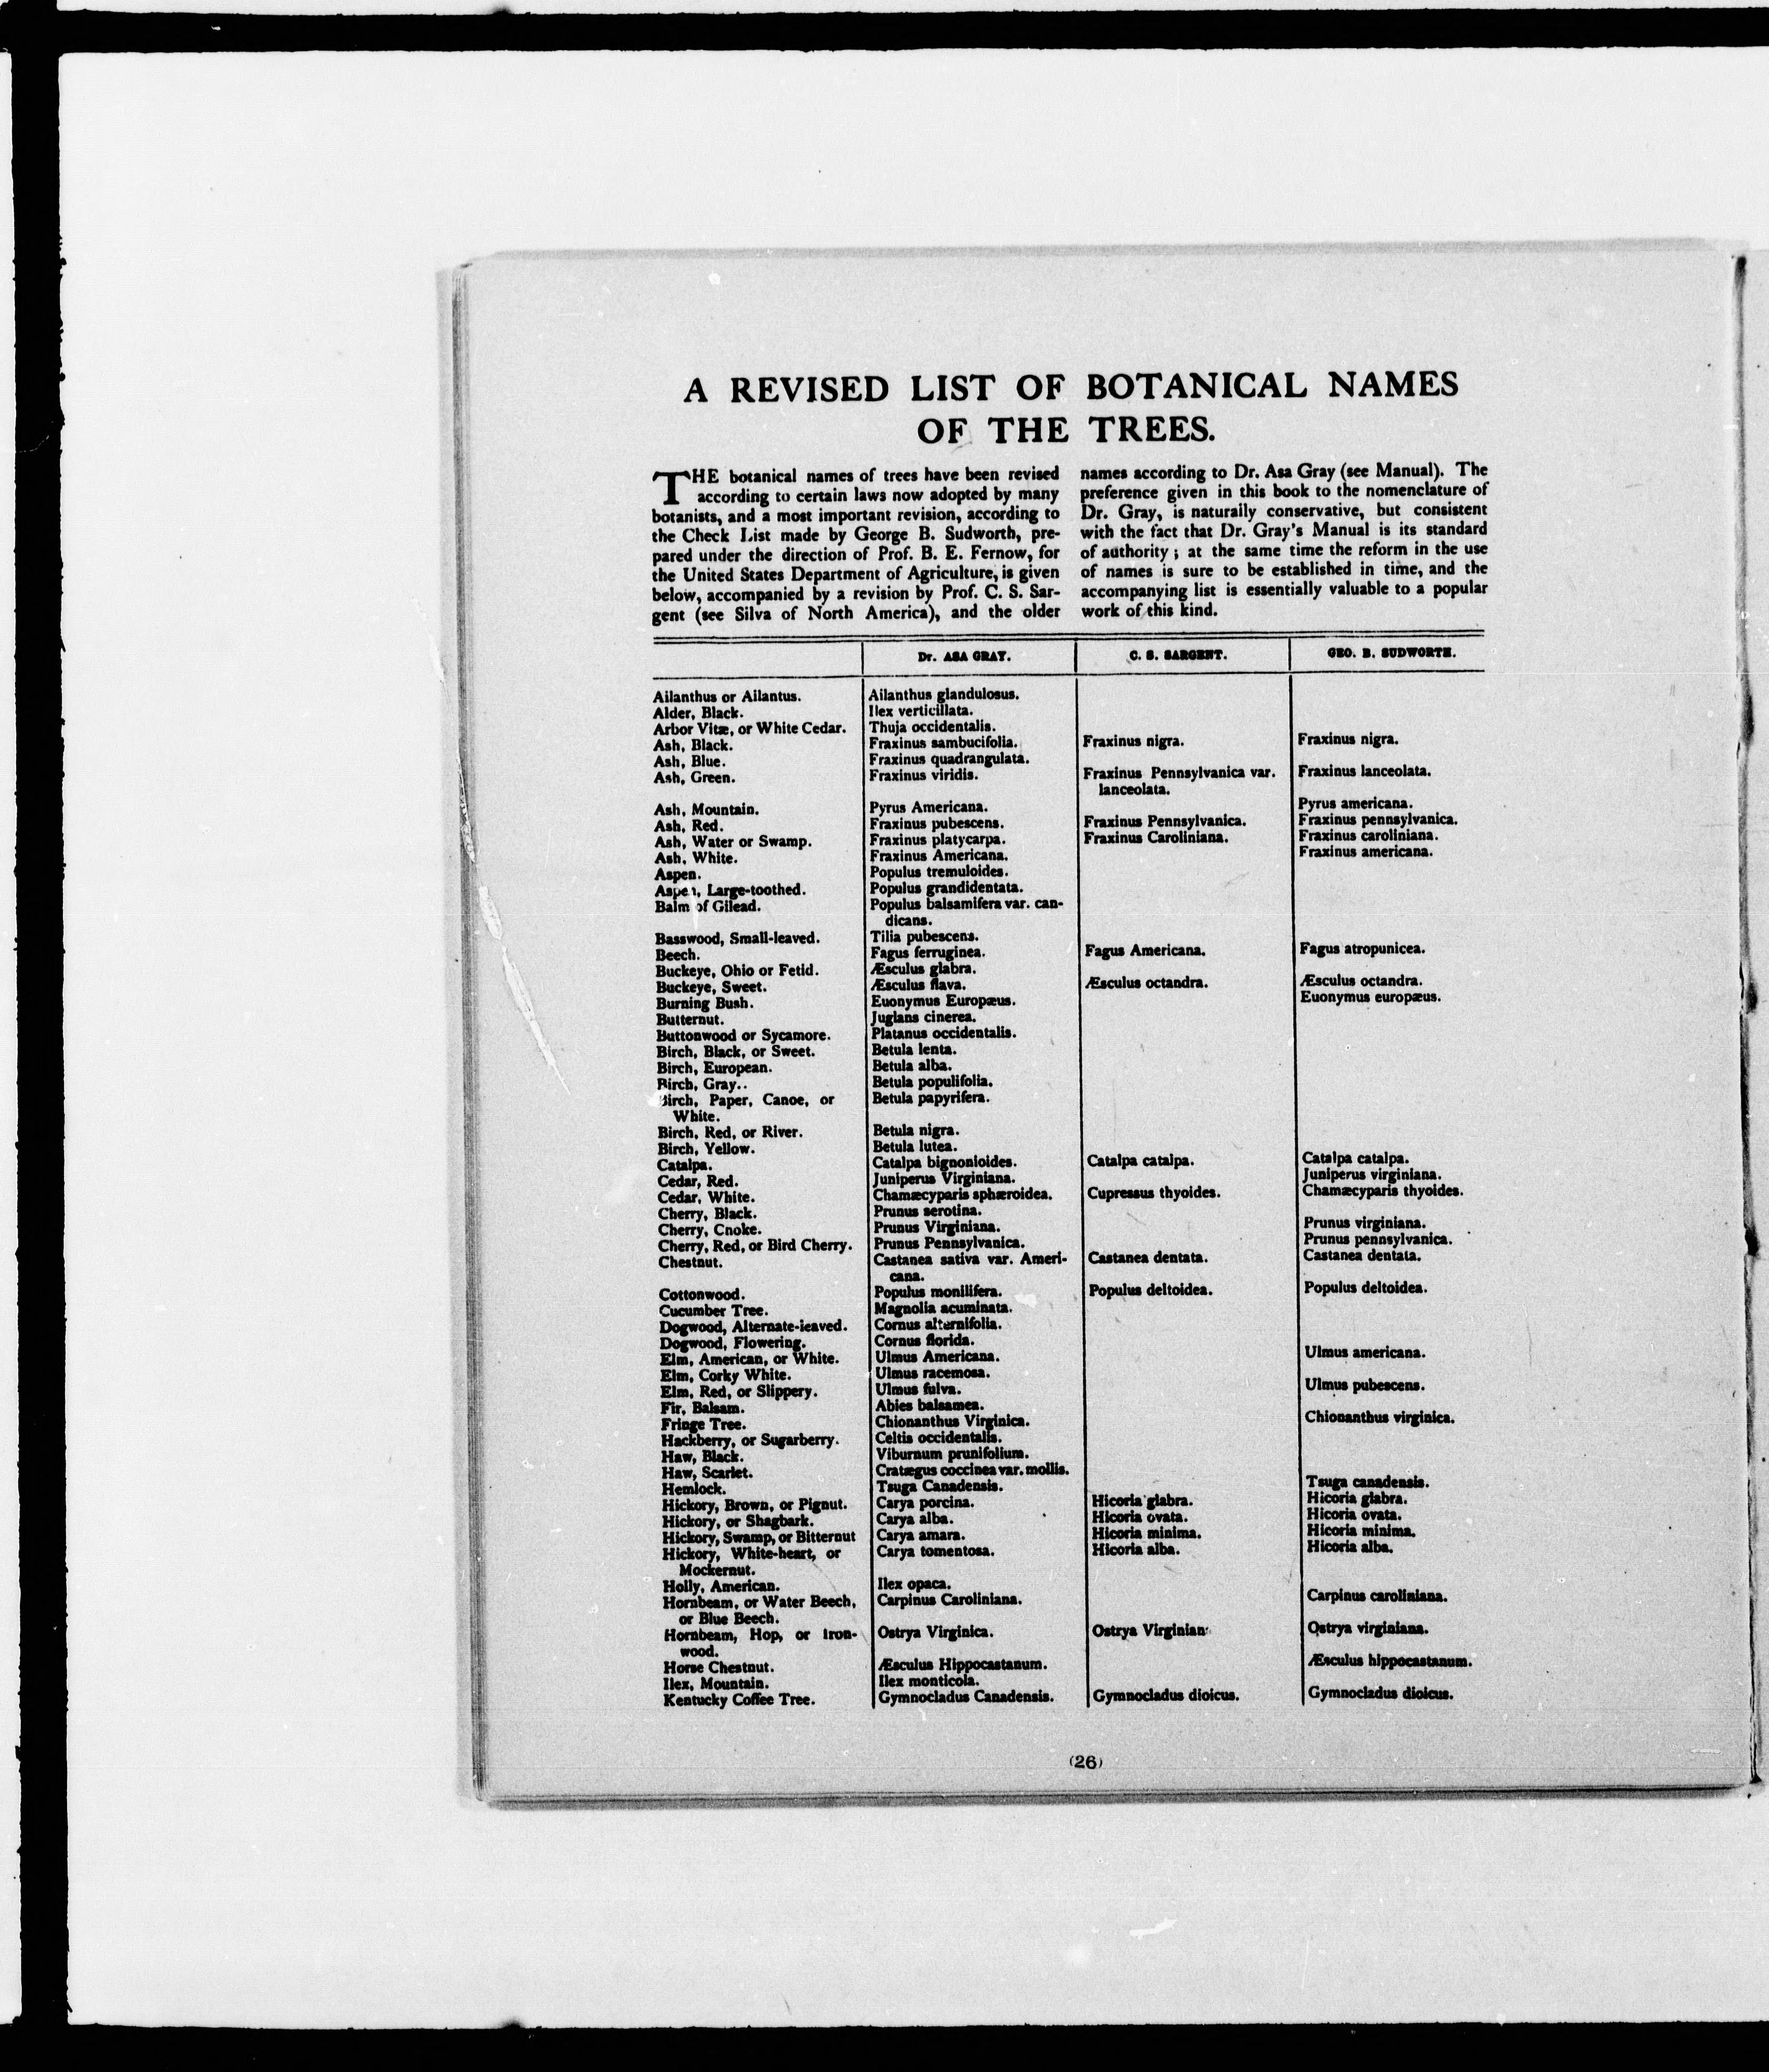 A REVISED LIST OF BOTANICAL NAMES
OF THE TREES.
THE botanical names of trees have been revised
according to certain laws now adopted by many
botanists, and a most important revision, according to
the Check List made by George B. Sudworth, pre-
pared under the direction of Prof. B. E. Fernow, for
the United States Department of Agriculture, is given
below, accompanied by a revision by Prof. C. S. Sar-
gent (see Silva of North America), and the older
names according to Dr. Asa Gray (see Manual). The
preference given in this book to the nomenclature of
Dr. Gray, is naturally conservative, but consistent
with the fact that Dr. Gray's Manual is its standard
of authority; at the same time the reform in the use
of names is sure to be established in time, and the
accompanying list is essentially valuable to a popular
work of this kind.
Dr. ASA GRAY. C. S. SARGENT. GEO. B. SUDWORTH.
Ailanthus or Ailantus. Ailanthus glandulosus.
Alder, Black. Ilex verticillata.
Arbor Vitæ, or White Cedar. Thuja occidentalis.
Ash, Black. Fraxinus sambucifolia. Fraxinus nigra. Fraxinus nigra.
Ash, Blue. Fraxinus quadrangulata.
Ash, Green. Fraxinus viridis. Fraxinus Pennsylvanica var. Fraxinus lanceolata.
lanceolata.
Ash, Mountain. Pyrus Americana. Pyrus americana.
Ash, Red. Fraxinus pubescens. Fraxinus Pennsylvanica. Fraxinus pennsylvanica.
Ash, Water or Swamp. Fraxinus platycarpa. Fraxinus Caroliniana. Fraxinus caroliniana.
Ash, White. Fraxinus Americana. Fraxinus americana.
Aspen. Populus tremuloides.
Aspen, Large-toothed. Populus grandidentata.
Balm of Gilead. Populus balsamifera var. can-
dicans.
Basswood, Small-leaved. Tilia pubescens.
Beech. Fagus ferruginea. Fagus Americana. Fagus atropunicea.
Buckeye, Ohio or Fetid. Æsculus glabra.
Buckeye, Sweet. Æsculus flava. Æsculus octandra. Æsculus octandra.
Burning Bush. Euonymus Europæus. Euonymus europæus.
Butternut. Juglans cinerea.
Buttonwood or Sycamore. Platanus occidentalis.
Birch, Black, or Sweet. Betula lenta.
Birch, European. Betula alba.
Birch, Gray.. Betula populifolia.
Birch, Paper, Canoe, or Betula papyrifera.
White.
Birch, Red, or River. Betula nigra.
Birch, Yellow. Betula lutea.
Catalpa. Catalpa bignonioides. Catalpa catalpa. Catalpa catalpa.
Cedar, Red. Juniperus Virginiana. Juniperus virginiana.
Cedar, White. Chamæcyparis sphæroidea. Cupressus thyoides. Chamæcyparis thyoides.
Cherry, Black. Prunus serotina.
Cherry, Cnoke. Prunus Virginiana. Prunus virginiana.
Cherry, Red, or Bird Cherry. Prunus Pennsylvanica. Prunus pennsylvanica.
Chestnut. Castanea sativa var. Ameri- Castanea dentata. Castanea dentata.
cana.
Cottonwood. Populus monilifera. Populus deltoidea. Populus deltoidea.
Cucumber Tree. Magnolia acuminata.
Dogwood, Alternate-leaved. Cornus alternifolia.
Dogwood, Flowering. Cornus florida.
Elm, American, or White. Ulmus Americana. Ulmus americana.
Elm, Corky White. Ulmus racemosa.
Elm, Red, or Slippery. Ulmus fulva. Ulmus pubescens.
Fir, Balsam. Abies balsamea.
Fringe Tree. Chionanthus Virginica. Chionanthus virginica.
Hackberry, or Sugarberry. Celtis occidentalis.
Haw, Black. Viburnum prunifolium.
Haw, Scarlet. Cratægus coccinea var. mollis.
Hemlock. Tsuga Canadensis. Tsuga canadensis.
Hickory, Brown, or Pignut. Carya porcina. Hicoria glabra. Hicoria glabra.
Hickory, or Shagbark. Carya alba. Hicoria ovata. Hicoria ovata.
Hickory, Swamp, or Bitternut Carya amara. Hicoria minima. Hicoria minima.
Hickory, White-heart, or Carya tomentosa. Hicoria alba. Hicoria alba.
Mockernut.
Holly, American. Ilex opaca.
Hornbeam, or Water Beech, Carpinus Caroliniana. Carpinus caroliniana.
or Blue Beech.
Hornbeam, Hop, or Iron- Ostrya Virginica. Ostrya Virginian Ostrya virginiana.
wood.
Horse Chestnut. Æsculus Hippocastanum. Æsculus hippocastanum.
Ilex, Mountain. Ilex monticola.
Kentucky Coffee Tree. Gymnocladus Canadensis. Gymnocladus dioicus. Gymnocladus dioicus.
(26)